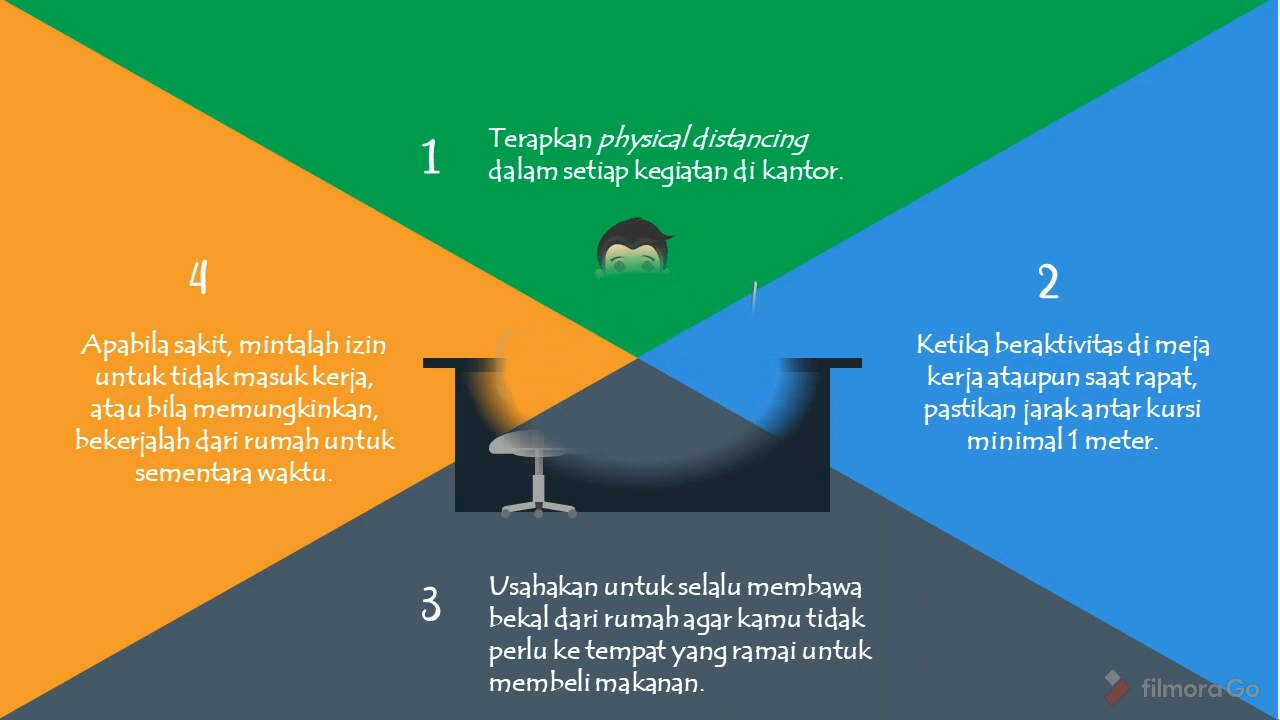 1
Terapkan physical distancing
dalam setiap kegiatan di kantor.
2
Ketika beraktivitas di meja
kerja ataupun saat rapat,
pastikan jarak antar kursi
minimal 1 meter.
3
Usahakan untuk selalu membawa
bekal dari rumah agar kamu tidak
perlu ke tempat yang ramai untuk
membeli makanan.
4
Apabila sakit, mintalah izin
untuk tidak masuk kerja,
atau bila memungkinkan,
bekerjalah dari rumah untuk
sementara waktu.
filmora Go